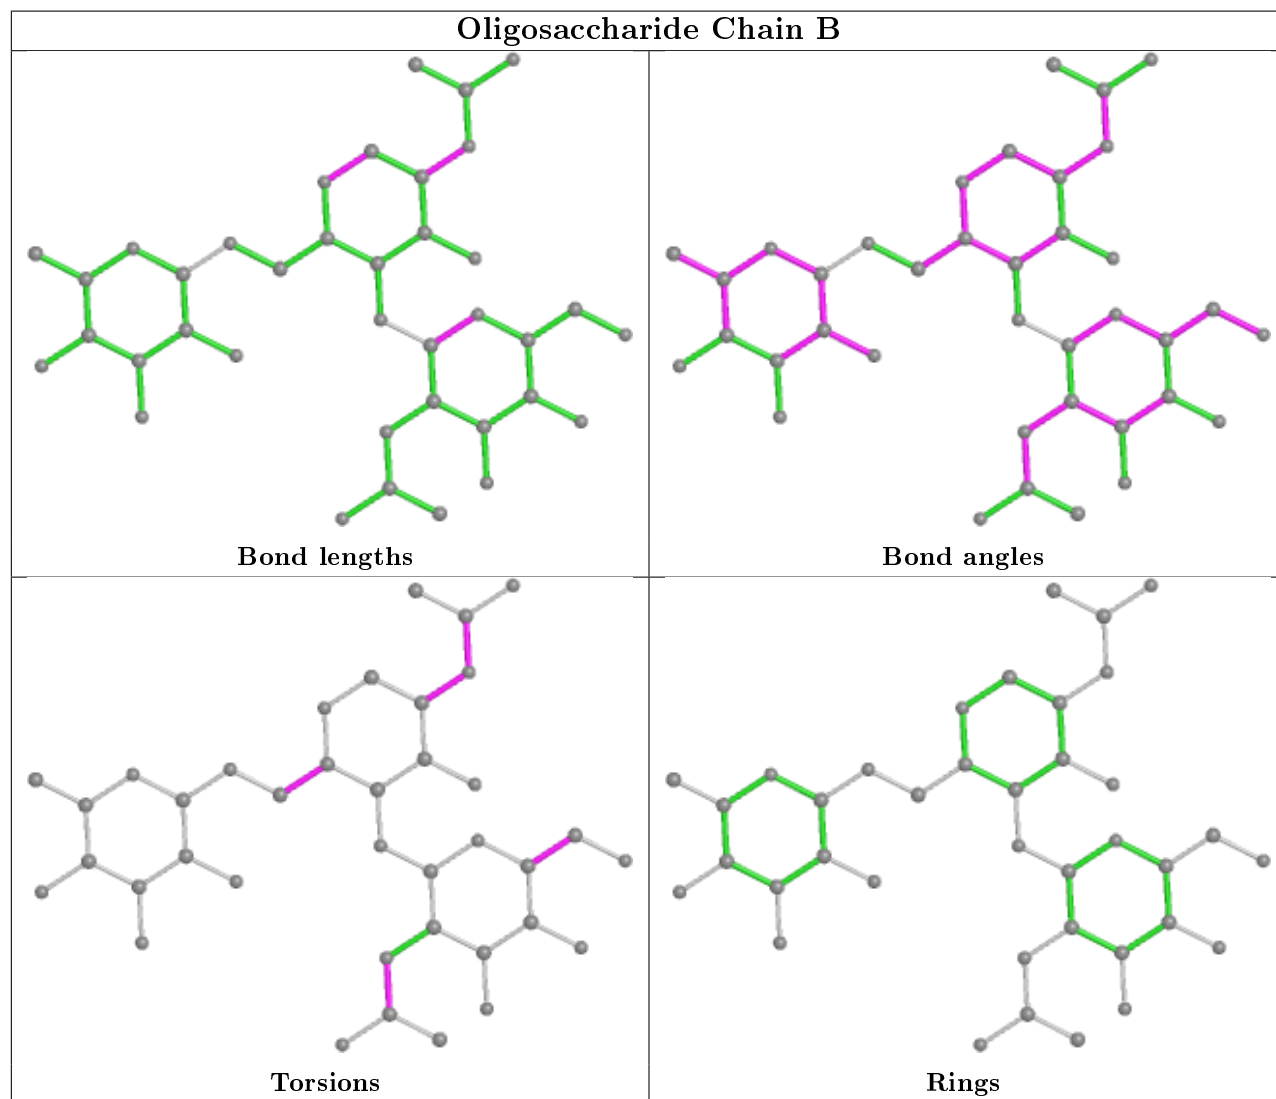 Oligosaccharide Chain B
Bond lengths
Bond angles
Torsions
Rings